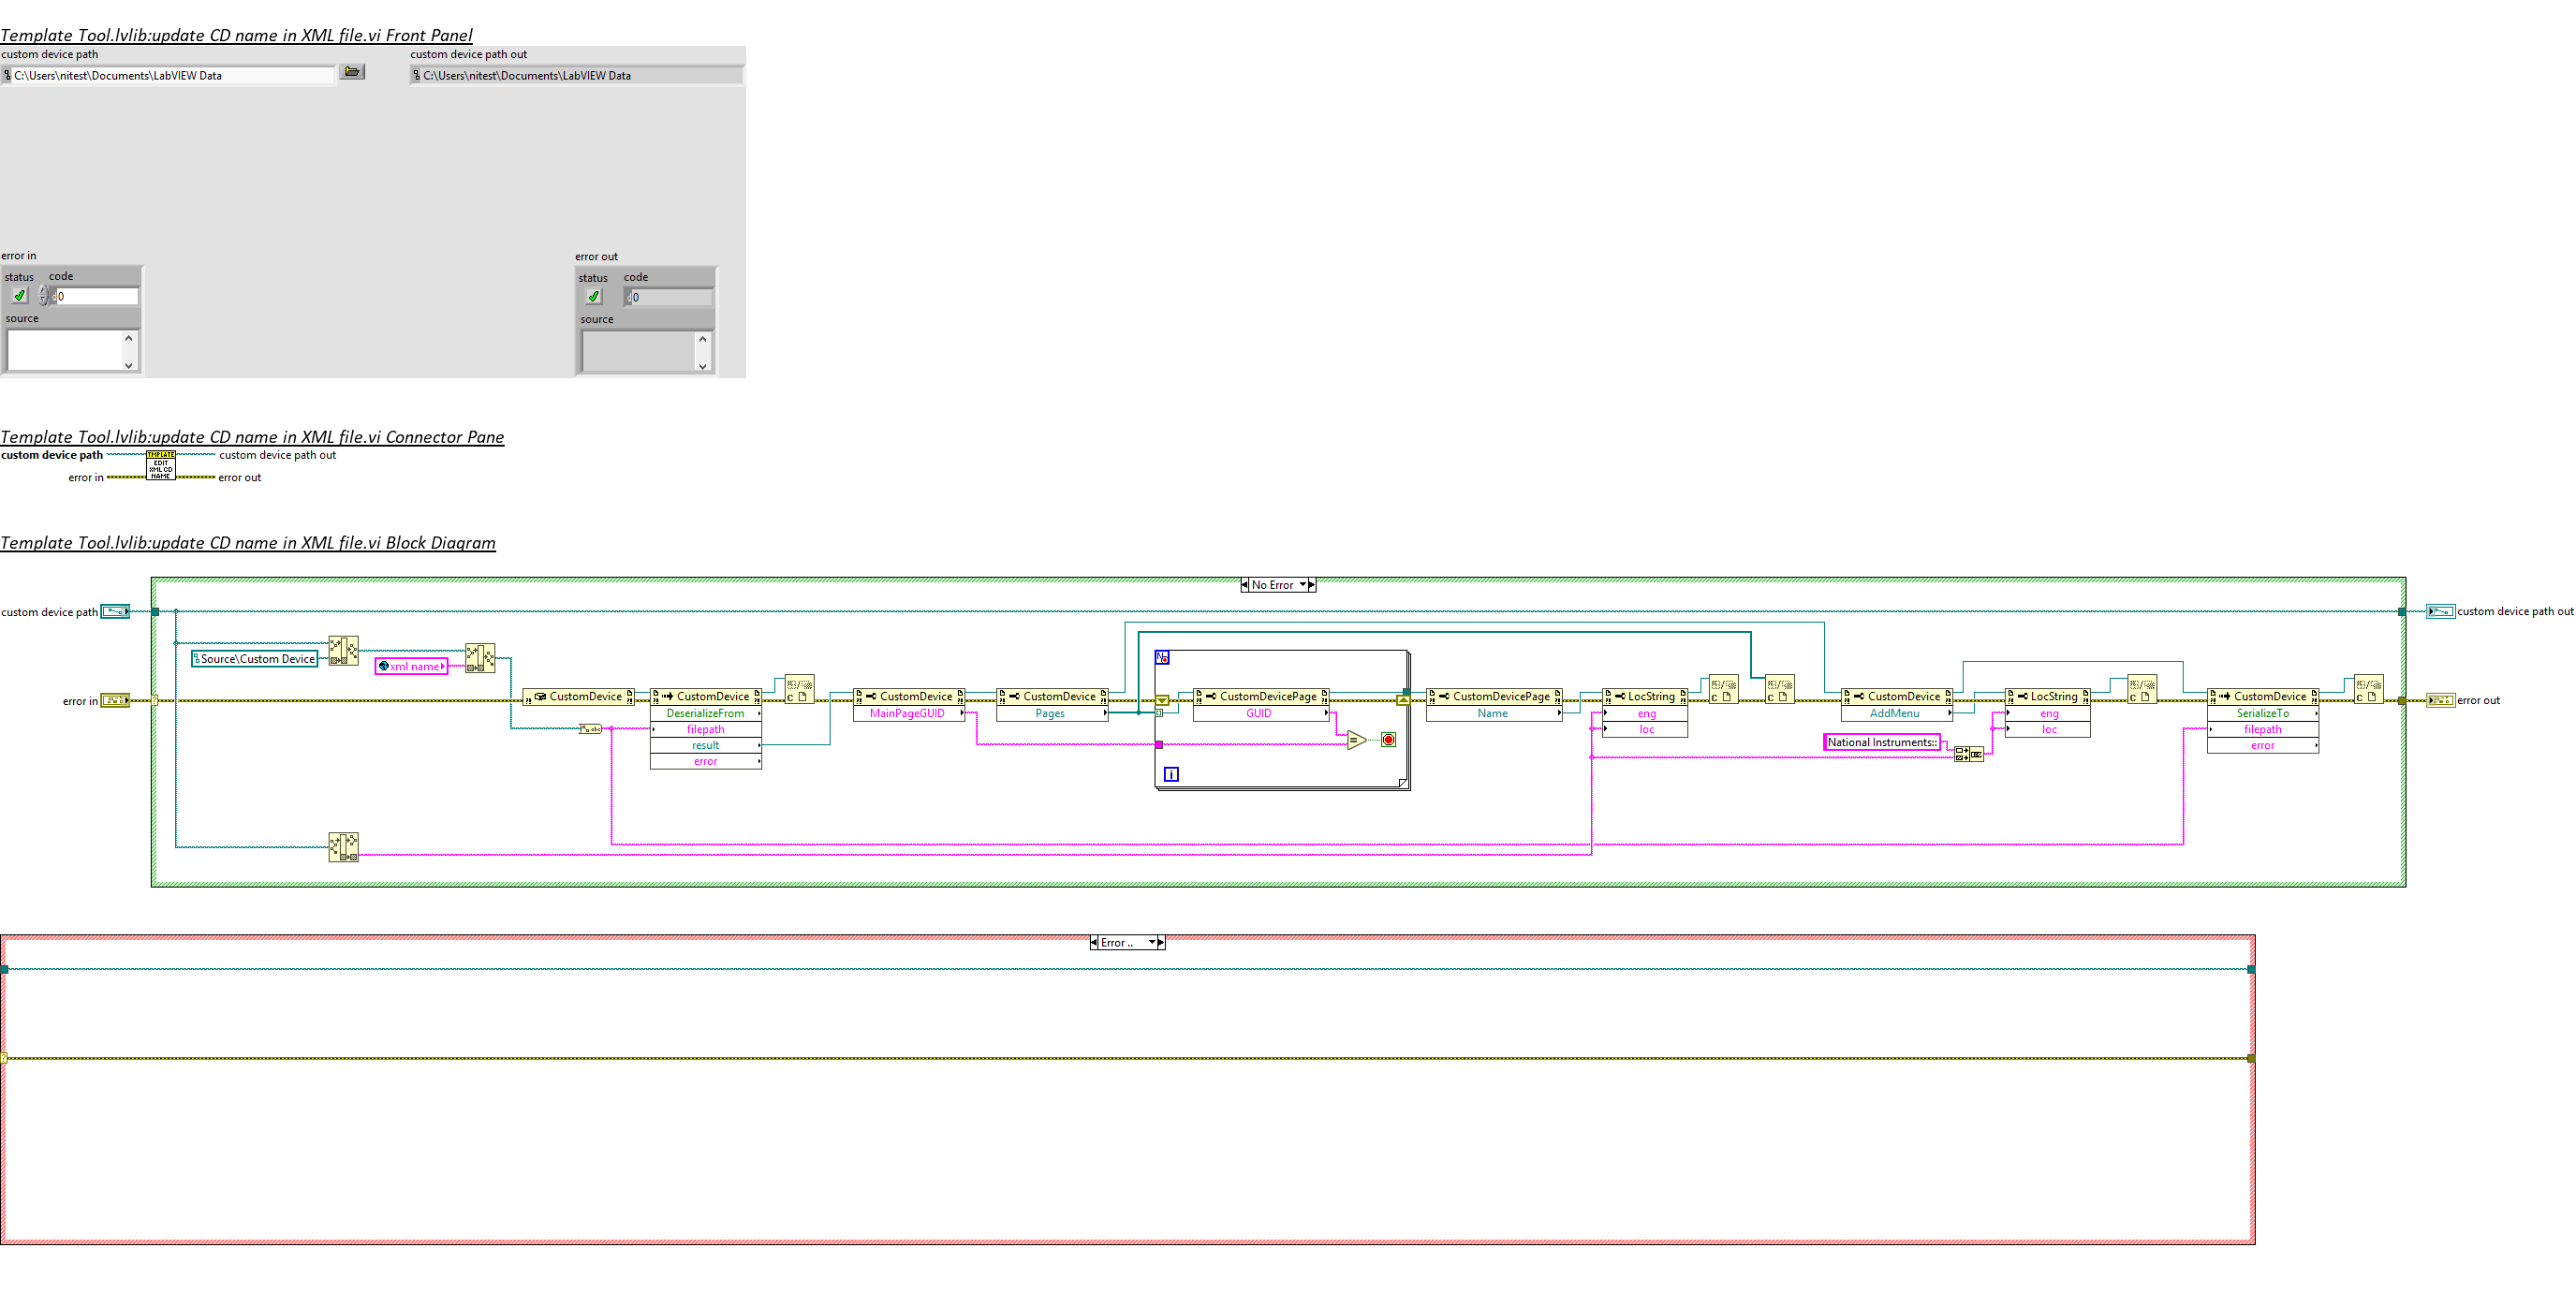 Template Tool.lvlib:update CD name in XML file.vi Front Panel
custom device path
custom device path out
C:\Users\nitest\Documents\LabVIEW Data
C:\Users\nitest\Documents\LabVIEW Data
error in
error out
status code
status code
0
0
source
source
Template Tool.lvlib:update CD name in XML file.vi Connector Pane
custom device path
custom device path out
TMPLATE
EDIT
XML CD
NAME
error in
error out
Template Tool.lvlib:update CD name in XML file.vi Block Diagram
No Error
custom device path
custom device path out
Source\Custom Device
xml name
error in
CustomDevice
CustomDevice
DeserializeFrom
filepath
result
error
CustomDevice
MainPageGUID
CustomDevice
Pages
N
CustomDevicePage
GUID
=
i
CustomDevicePage
Name
LocString
eng
loc
CustomDevice
AddMenu
National Instruments::
LocString
eng
loc
CustomDevice
SerializeTo
filepath
error
error out
Error ..